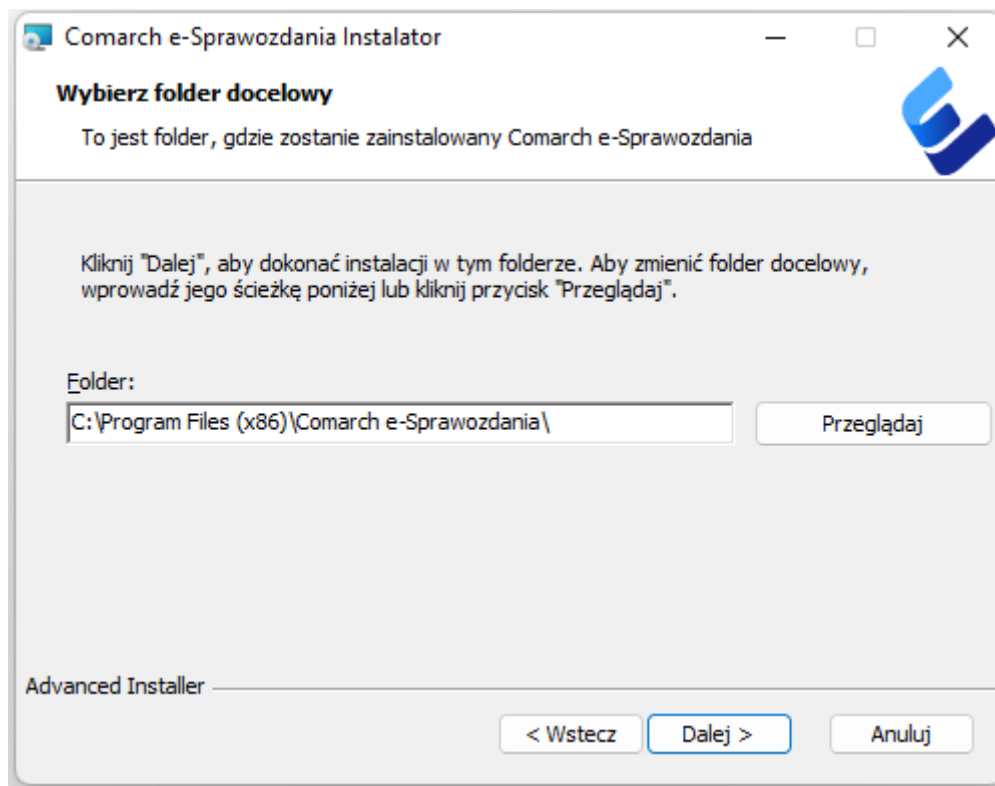 Comarch e-Sprawozdania Instalator
Wybierz folder docelowy
To jest folder, gdzie zostanie zainstalowany Comarch e-Sprawozdania
Kliknij "Dalej", aby dokonać instalacji w tym folderze. Aby zmienić folder docelowy,
wprowadź jego ścieżkę poniżej lub kliknij przycisk "Przeglądaj".
Folder:
C:\Program Files (x86)\Comarch e-Sprawozdania\
Przeglądaj
Advanced Installer
< Wstecz
Dalej >
Anuluj